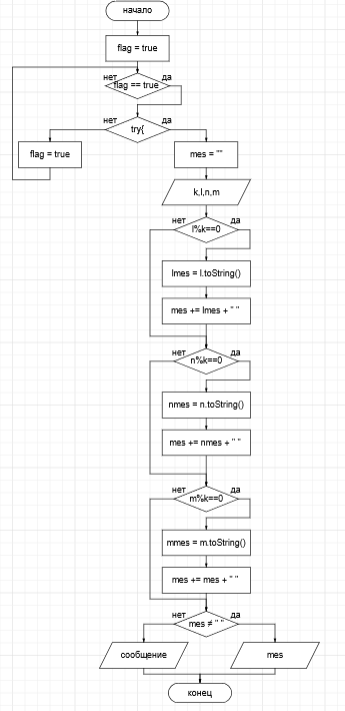 начало
flag = true
нет
да
flag == true
нет
да
try{
flag = true
mes = ""
k,l,n,m
нет
да
l%k==0
lmes = l.toString()
mes += lmes + " "
нет
да
n%k==0
nmes = n.toString()
mes += nmes + " "
нет
да
m%k==0
mmes = m.toString()
mes += mes + " "
нет
да
mes ≠ " "
сообщение
mes
конец